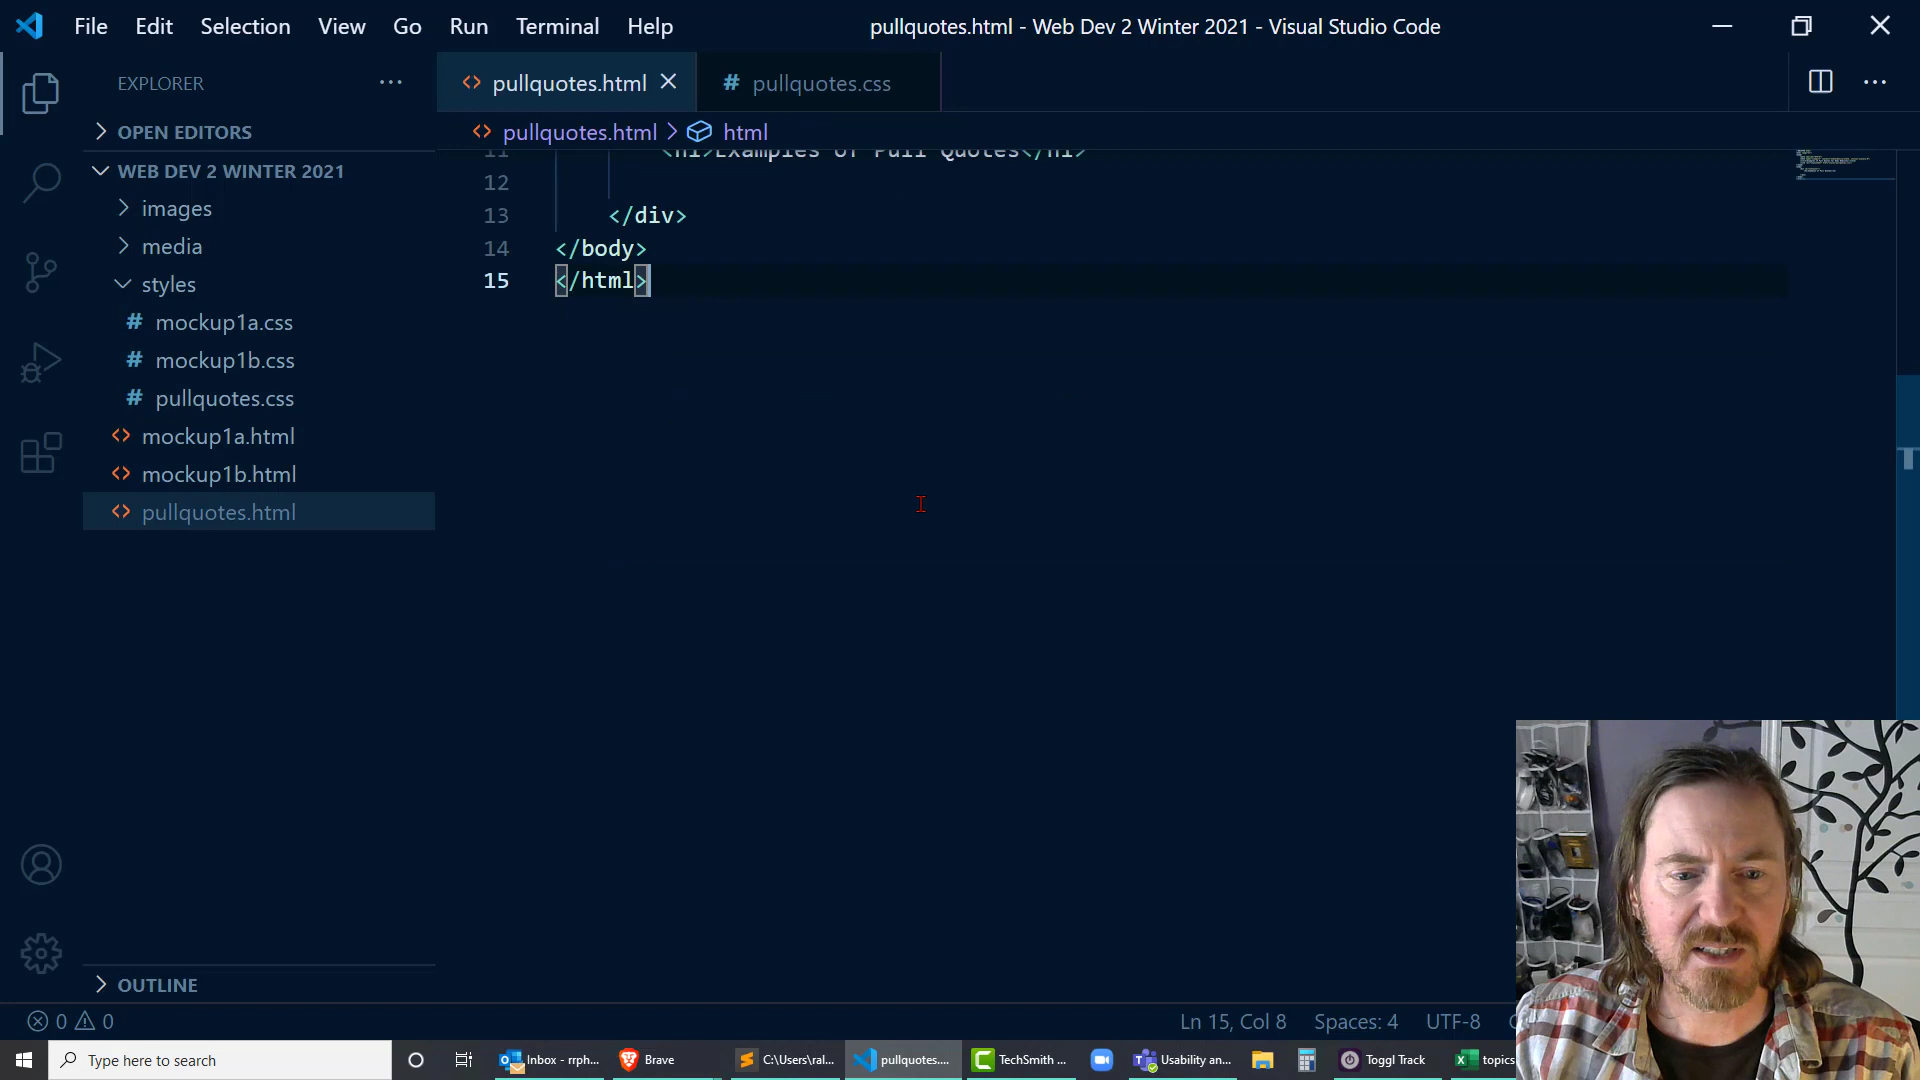 File Edit Selection View Go Run Terminal Help
pullquotes.html - Web Dev 2 Winter 2021 - Visual Studio Code
EXPLORER
pullquotes.html
pullquotes.css
OPEN EDITORS
pullquotes.html > html
WEB DEV 2 WINTER 2021
images
media
styles
mockup1a.css
mockup1b.css
pullquotes.css
mockup1a.html
mockup1b.html
pullquotes.html
OUTLINE
11 <h1>Examples of Pull Quotes</h1>
12
13 </div>
14 </body>
15 </html>
0 0
Ln 15, Col 8 Spaces: 4 UTF-8
Type here to search
Inbox - rrph...
Brave
C:\Users\ral...
pullquotes....
TechSmith ...
Usability an...
Toggl Track
topics